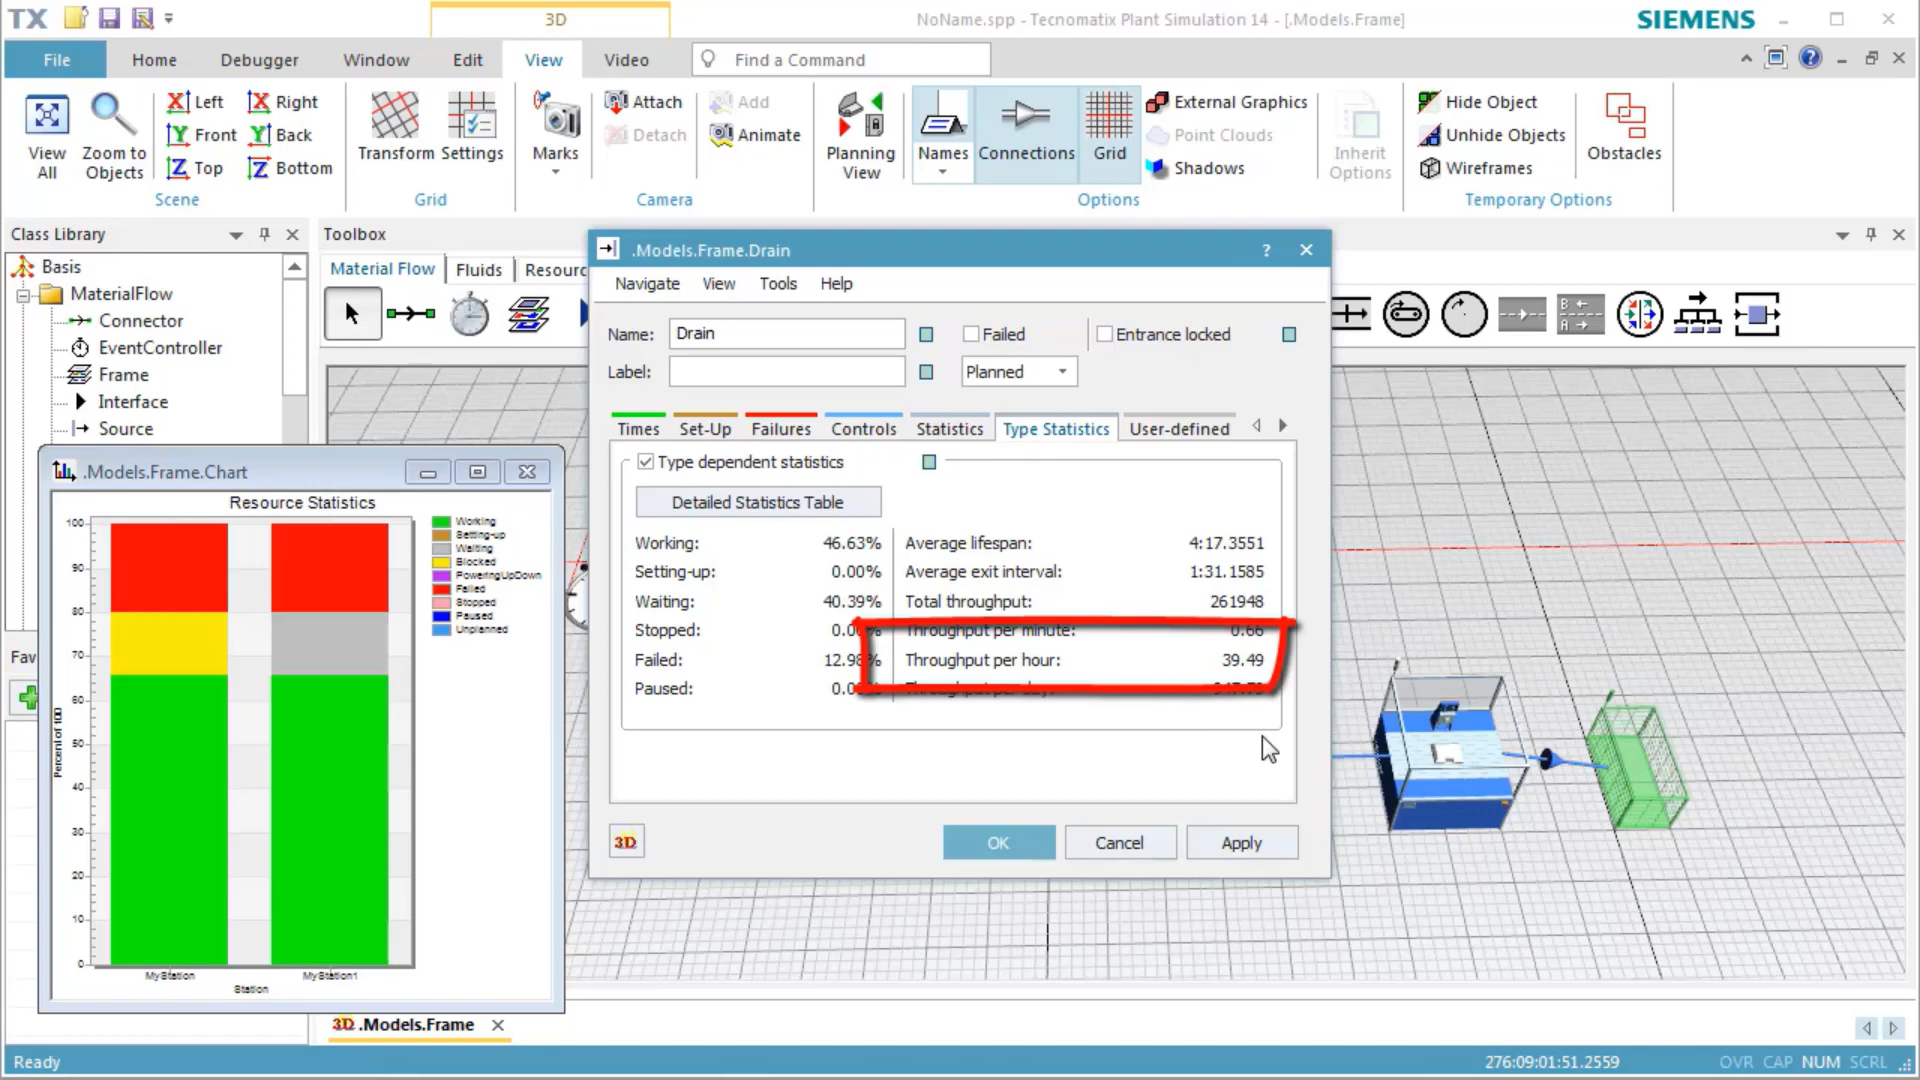 TX
3D
NoName.spp - Tecnomatix Plant Simulation 14 - [.Models.Frame]
SIEMENS
File Home Debugger Window Edit View Video Find a Command
View All
Zoom to Objects
X Left
Y Front
Z Top
X Right
Y Back
Z Bottom
Scene
Transform
Settings
Grid
Marks
Attach
Detach
Add
Animate
Camera
Planning View
Names
Connections
Grid
External Graphics
Point Clouds
Shadows
Options
Inherit Options
Hide Object
Unhide Objects
Wireframes
Temporary Options
Obstacles
Class Library
Basis
MaterialFlow
Connector
EventController
Frame
Interface
Source
Fav
Toolbox
Material Flow Fluids Resourc
.Models.Frame.Chart
Resource Statistics
Working
Setting-up
Waiting
Blocked
PoweringUpDown
Failed
Stopped
Paused
Unplanned
100
90
80
70
60
50
40
30
20
10
0
Percent of 100
MyStation MyStation1
Station
.Models.Frame.Drain
Navigate View Tools Help
Name: Drain
Failed Entrance locked
Label:
Planned
Times Set-Up Failures Controls Statistics Type Statistics User-defined
Type dependent statistics
Detailed Statistics Table
Working: 46.63% Average lifespan: 4:17.3551
Setting-up: 0.00% Average exit interval: 1:31.1585
Waiting: 40.39% Total throughput: 261948
Stopped: Throughput per minute: 0.66
Failed: 12.98% Throughput per hour: 39.49
Paused: Throughput per day:
3D OK Cancel Apply
3D .Models.Frame
Ready
276:09:01:51.2559
OVR CAP NUM SCRL